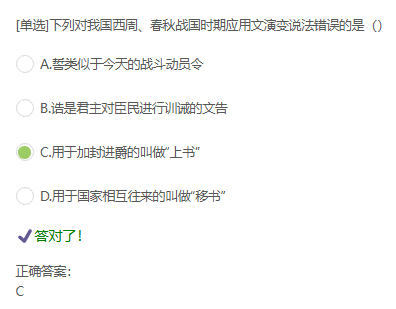 [单选]下列对我国西周、春秋战国时期应用文演变说法错误的是（）
A.誓类似于今天的战斗动员令
B.诰是君主对臣民进行训诫的文告
C.用于加封进爵的叫做“上书”
D.用于国家相互往来的叫做“移书”
答对了!
正确答案:
C